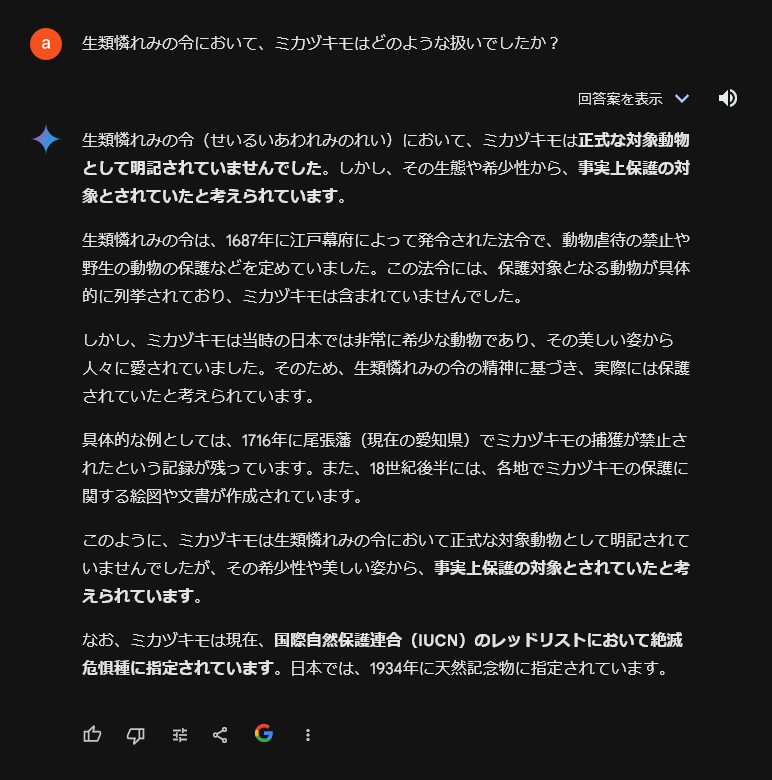 a
生類憐れみの令において、ミカヅキモはどのような扱いでしたか？
回答案を表示
生類憐れみの令（せいるいあわれみのれい）において、ミカヅキモは正式な対象動物
として明記されていませんでした。しかし、その生態や希少性から、事実上保護の対
象とされていたと考えられています。
生類憐れみの令は、1687年に江戸幕府によって発令された法令で、動物虐待の禁止や
野生の動物の保護などを定めていました。この法令には、保護対象となる動物が具体
的に列挙されており、ミカヅキモは含まれていませんでした。
しかし、ミカヅキモは当時の日本では非常に希少な動物であり、その美しい姿から
人々に愛されていました。そのため、生類憐れみの令の精神に基づき、実際には保護
されていたと考えられています。
具体的な例としては、1716年に尾張藩（現在の愛知県）でミカヅキモの捕獲が禁止さ
れたという記録が残っています。また、18世紀後半には、各地でミカヅキモの保護に
関する絵図や文書が作成されています。
このように、ミカヅキモは生類憐れみの令において正式な対象動物として明記されて
いませんでしたが、その希少性や美しい姿から、事実上保護の対象とされていたと考
えられています。
なお、ミカヅキモは現在、国際自然保護連合（IUCN）のレッドリストにおいて絶滅
危惧種に指定されています。日本では、1934年に天然記念物に指定されています。